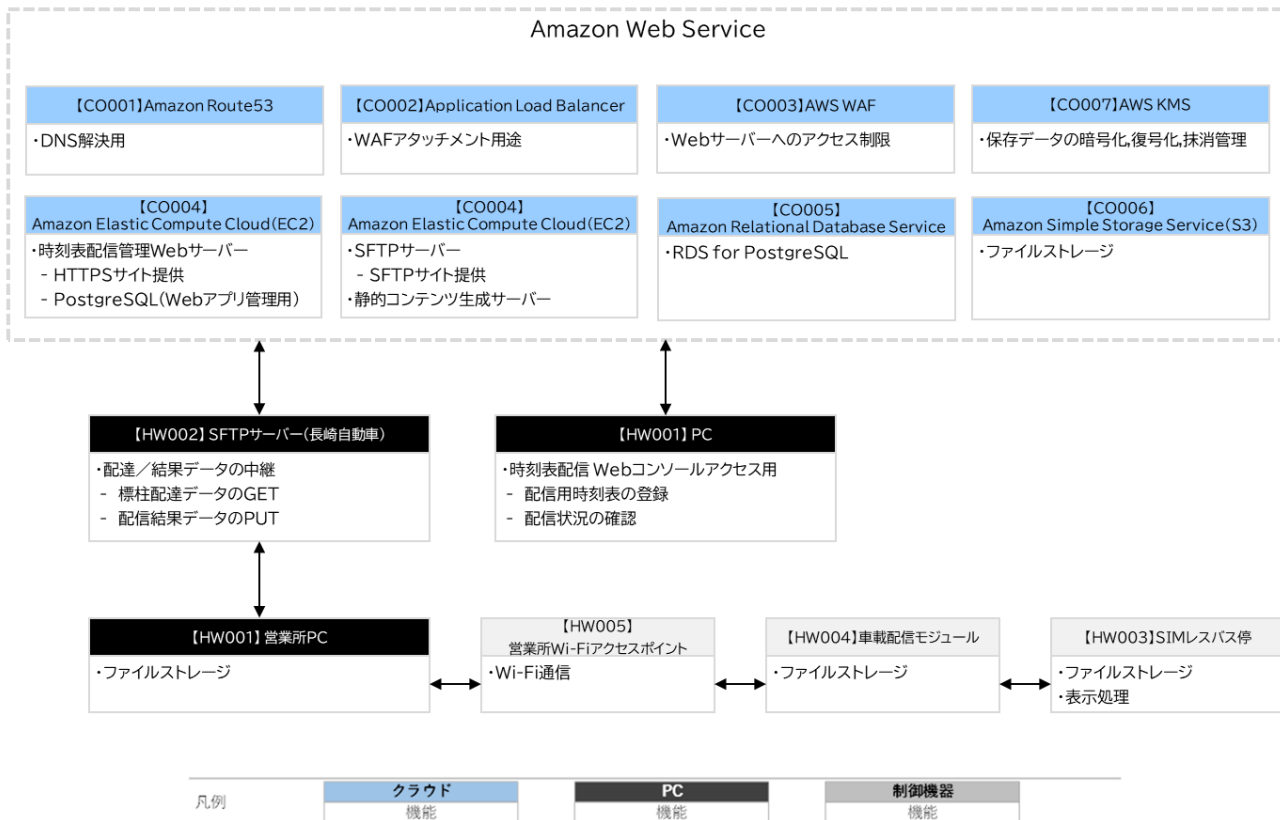 Amazon Web Service
【CO001】Amazon Route53
・DNS解決用
【CO002】Application Load Balancer
・WAFアタッチメント用途
【CO003】AWS WAF
・Webサーバーへのアクセス制限
【CO007】AWS KMS
・保存データの暗号化,復号化,抹消管理
【CO004】
Amazon Elastic Compute Cloud(EC2)
・時刻表配信管理Webサーバー
- HTTPSサイト提供
- PostgreSQL(Webアプリ管理用)
【CO004】
Amazon Elastic Compute Cloud(EC2)
・SFTPサーバー
- SFTPサイト提供
・静的コンテンツ生成サーバー
【CO005】
Amazon Relational Database Service
・RDS for PostgreSQL
【CO006】
Amazon Simple Storage Service(S3)
・ファイルストレージ
【HW002】SFTPサーバー(長崎自動車)
・配達／結果データの中継
- 標柱配達データのGET
- 配信結果データのPUT
【HW001】PC
・時刻表配信 Webコンソールアクセス用
- 配信用時刻表の登録
- 配信状況の確認
【HW001】営業所PC
・ファイルストレージ
【HW005】
営業所Wi-Fiアクセスポイント
・Wi-Fi通信
【HW004】車載配信モジュール
・ファイルストレージ
【HW003】SIMレスバス停
・ファイルストレージ
・表示処理
凡例
クラウド
機能
PC
機能
制御機器
機能